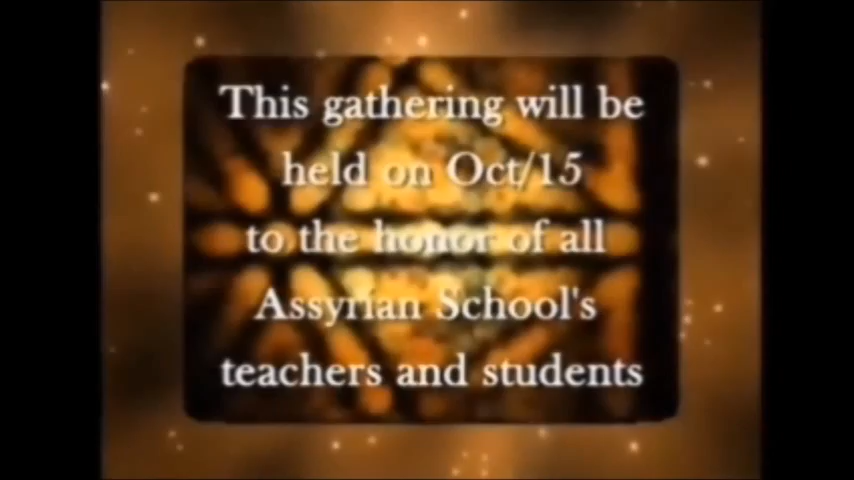 This gathering will be
held on Oct/15
to the honor of all
Assyrian School's
teachers and students